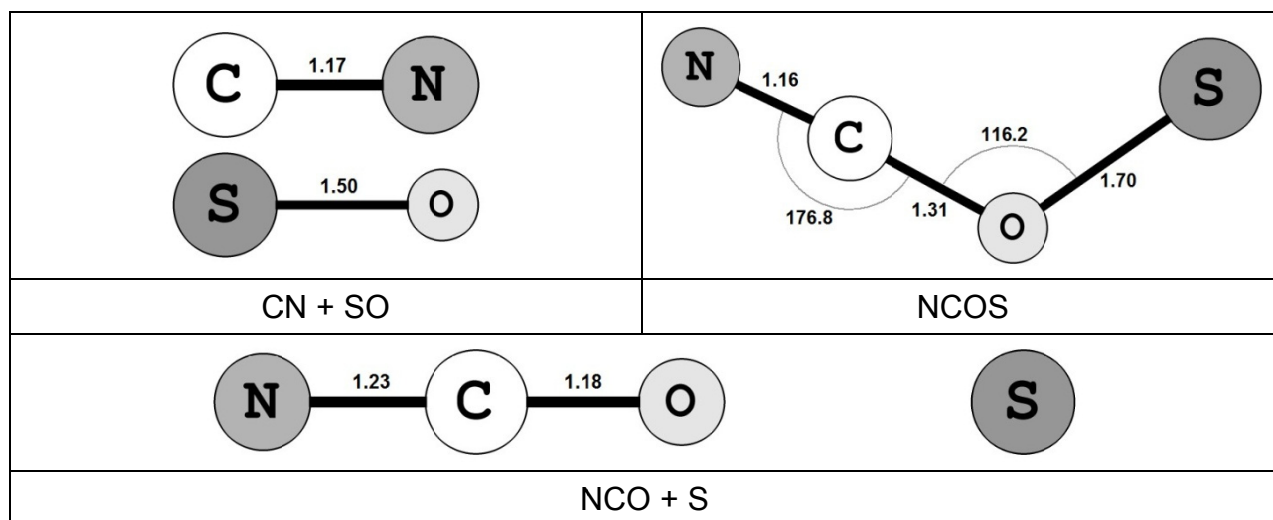 C 1.17 N
S 1.50 O
CN + SO
N 1.16 C 176.8 1.31 O 116.2 1.70 S
NCOS
N 1.23 C 1.18 O S
NCO + S